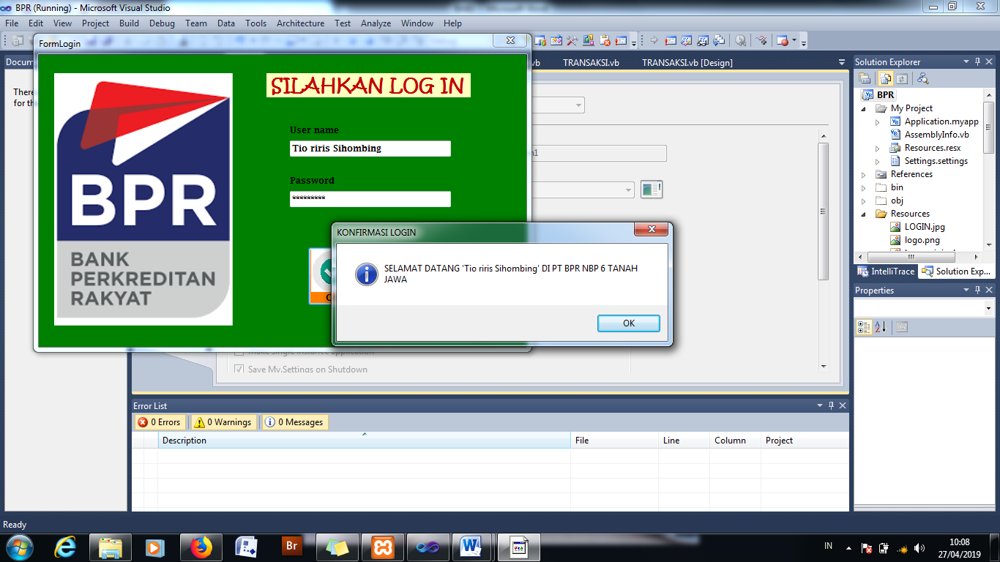 BPR (Running) - Microsoft Visual Studio
File Edit View Project Build Debug Team Data Tools Architecture Test Analyze Window Help
FormLogin
Docum
vb TRANSAKSI.vb TRANSAKSI.vb [Design]
There
for th
SILAHKAN LOG IN
User name
Tio riris Sihombing
Password
*********
BPR
BANK
PERKREDITAN
RAKYAT
KONFIRMASI LOGIN
SELAMAT DATANG 'Tio riris Sihombing' DI PT BPR NBP 6 TANAH
JAWA
OK
Make single instance application
Save My.Settings on Shutdown
Solution Explorer
BPR
My Project
Application.myapp
AssemblyInfo.vb
Resources.resx
Settings.settings
References
bin
obj
Resources
LOGIN.jpg
logo.png
IntelliTrace Solution Exp...
Properties
Error List
0 Errors 0 Warnings 0 Messages
Description File Line Column Project
Ready
Br
IN
10:08
27/04/2019